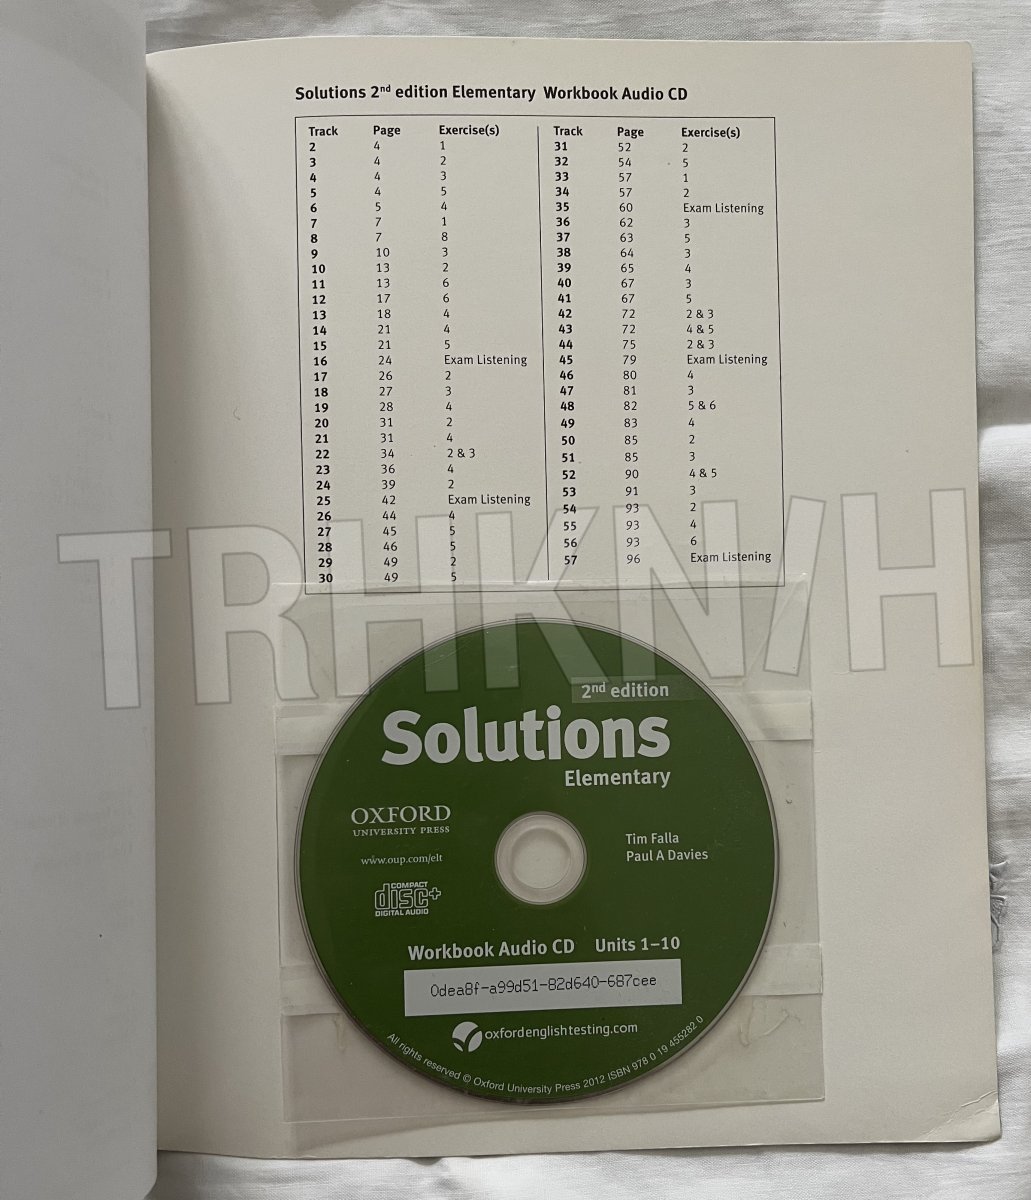 Solutions 2nd edition Elementary Workbook Audio CD
Track Page Exercise(s)
2 4 1
3 4 2
4 4 3
5 4 5
6 5 4
7 7 1
8 7 8
9 10 3
10 13 2
11 13 6
12 17 6
13 18 4
14 21 4
15 21 5
16 24 Exam Listening
17 26 2
18 27 3
19 28 4
20 31 2
21 31 4
22 34 2 & 3
23 36 4
24 39 2
25 42 Exam Listening
26 44 4
27 45 5
28 46 5
29 49 2
30 49 5
Track Page Exercise(s)
31 52 2
32 54 5
33 57 1
34 57 2
35 60 Exam Listening
36 62 3
37 63 5
38 64 3
39 65 4
40 67 3
41 67 5
42 72 2 & 3
43 72 4 & 5
44 75 2 & 3
45 79 Exam Listening
46 80 4
47 81 3
48 82 5 & 6
49 83 4
50 85 2
51 85 3
52 90 4 & 5
53 91 3
54 93 2
55 93 4
56 93 6
57 96 Exam Listening
TRHKN/H
2nd edition
Solutions
Elementary
OXFORD
UNIVERSITY PRESS
www.oup.com/elt
Tim Falla
Paul A Davies
COMPACT
disc+
DIGITAL AUDIO
Workbook Audio CD Units 1–10
0dea8f-a99d51-82d640-687cee
oxfordenglishtesting.com
All rights reserved © Oxford University Press 2012 ISBN 978 0 19 455282 0